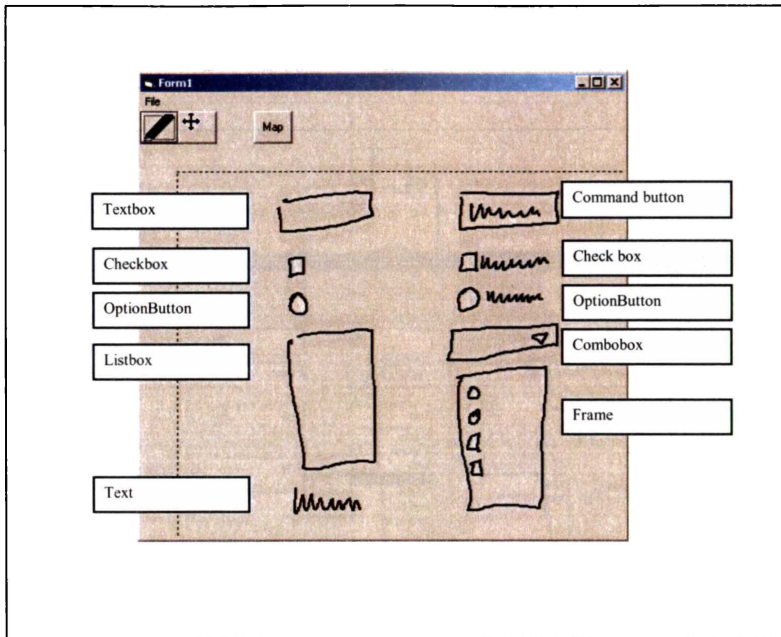 Form1
File
Map
Textbox
Command button
Checkbox
Check box
OptionButton
OptionButton
Listbox
Combobox
Frame
Text